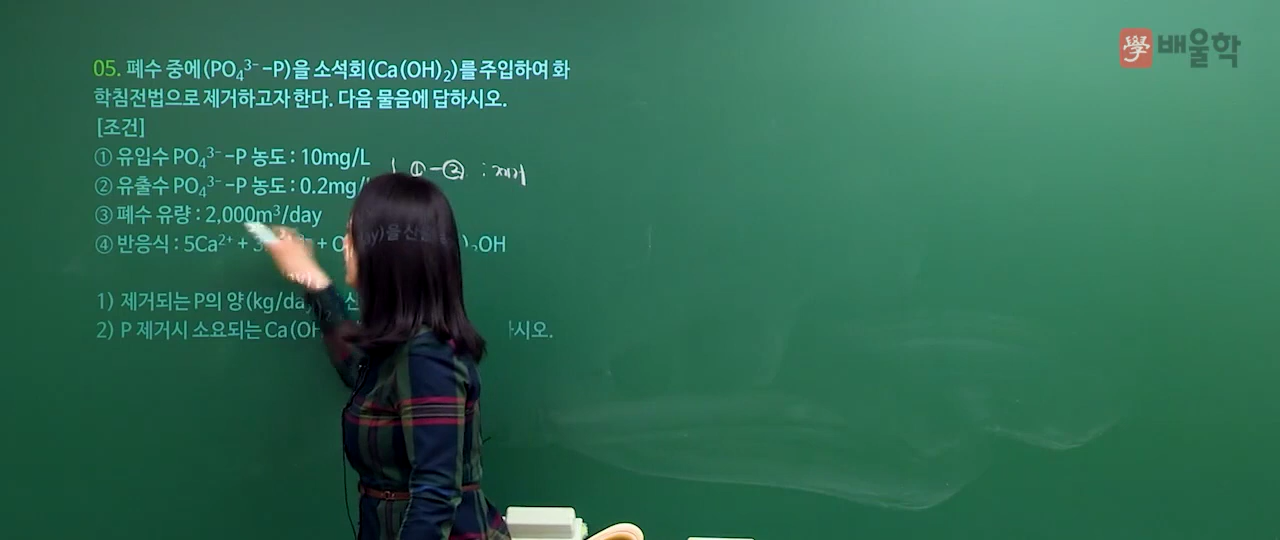 學 배울학
05. 폐수 중에(PO₄³⁻-P)을 소석회(Ca(OH)₂)를 주입하여 화
학침전법으로 제거하고자 한다. 다음 물음에 답하시오.
[조건]
① 유입수 PO₄³⁻-P 농도 : 10mg/L
② 유출수 PO₄³⁻-P 농도 : 0.2mg/
①-② : 제거
③ 폐수 유량 : 2,000m³/day
④ 반응식 : 5Ca²⁺ + 3 + O OH
1) 제거되는 P의 양(kg/day)
2) P 제거시 소요되는 Ca(OH 시오.